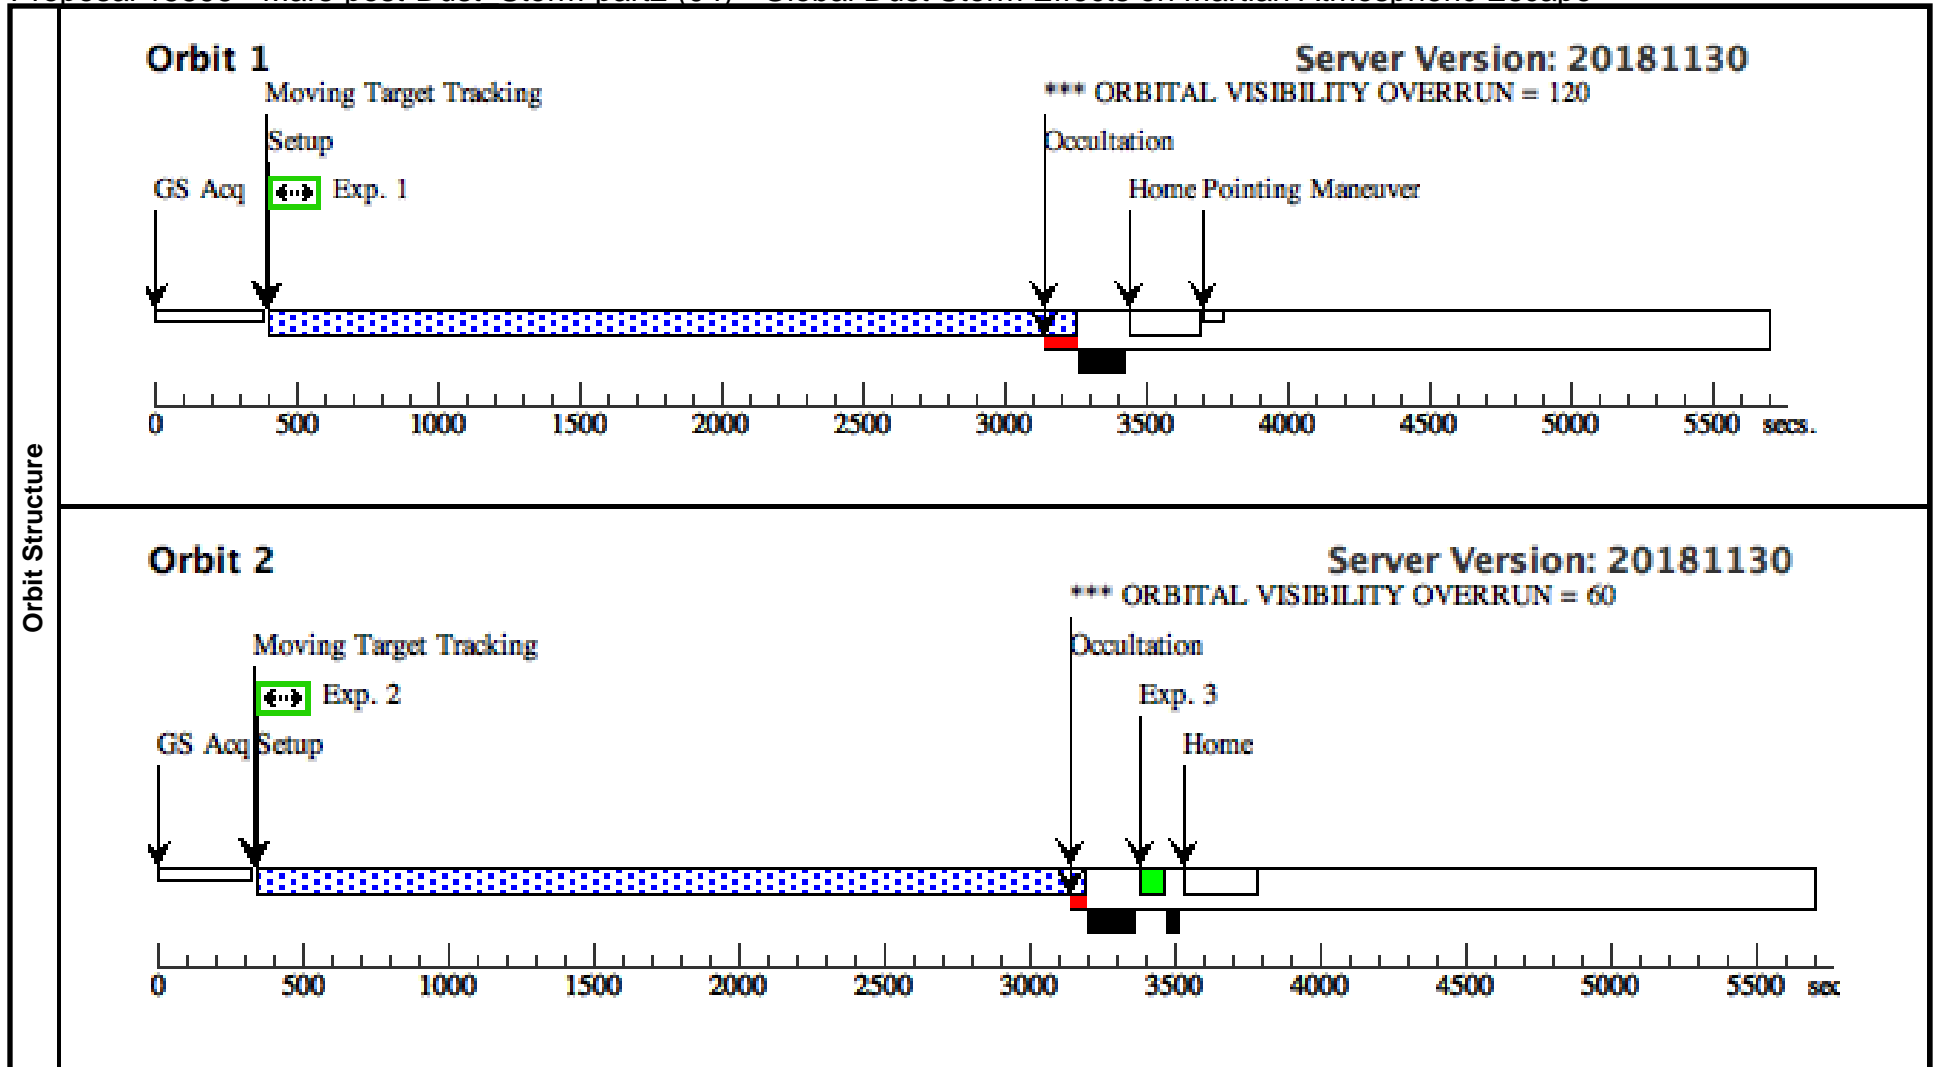 Orbit Structure
Orbit 1
Server Version: 20181130
Moving Target Tracking
*** ORBITAL VISIBILITY OVERRUN = 120
Setup
Occultation
GS Acq
Exp. 1
Home Pointing Maneuver
0 500 1000 1500 2000 2500 3000 3500 4000 4500 5000 5500 secs.
Orbit 2
Server Version: 20181130
*** ORBITAL VISIBILITY OVERRUN = 60
Moving Target Tracking
Occultation
Exp. 2
Exp. 3
GS Acq Setup
Home
0 500 1000 1500 2000 2500 3000 3500 4000 4500 5000 5500 sec